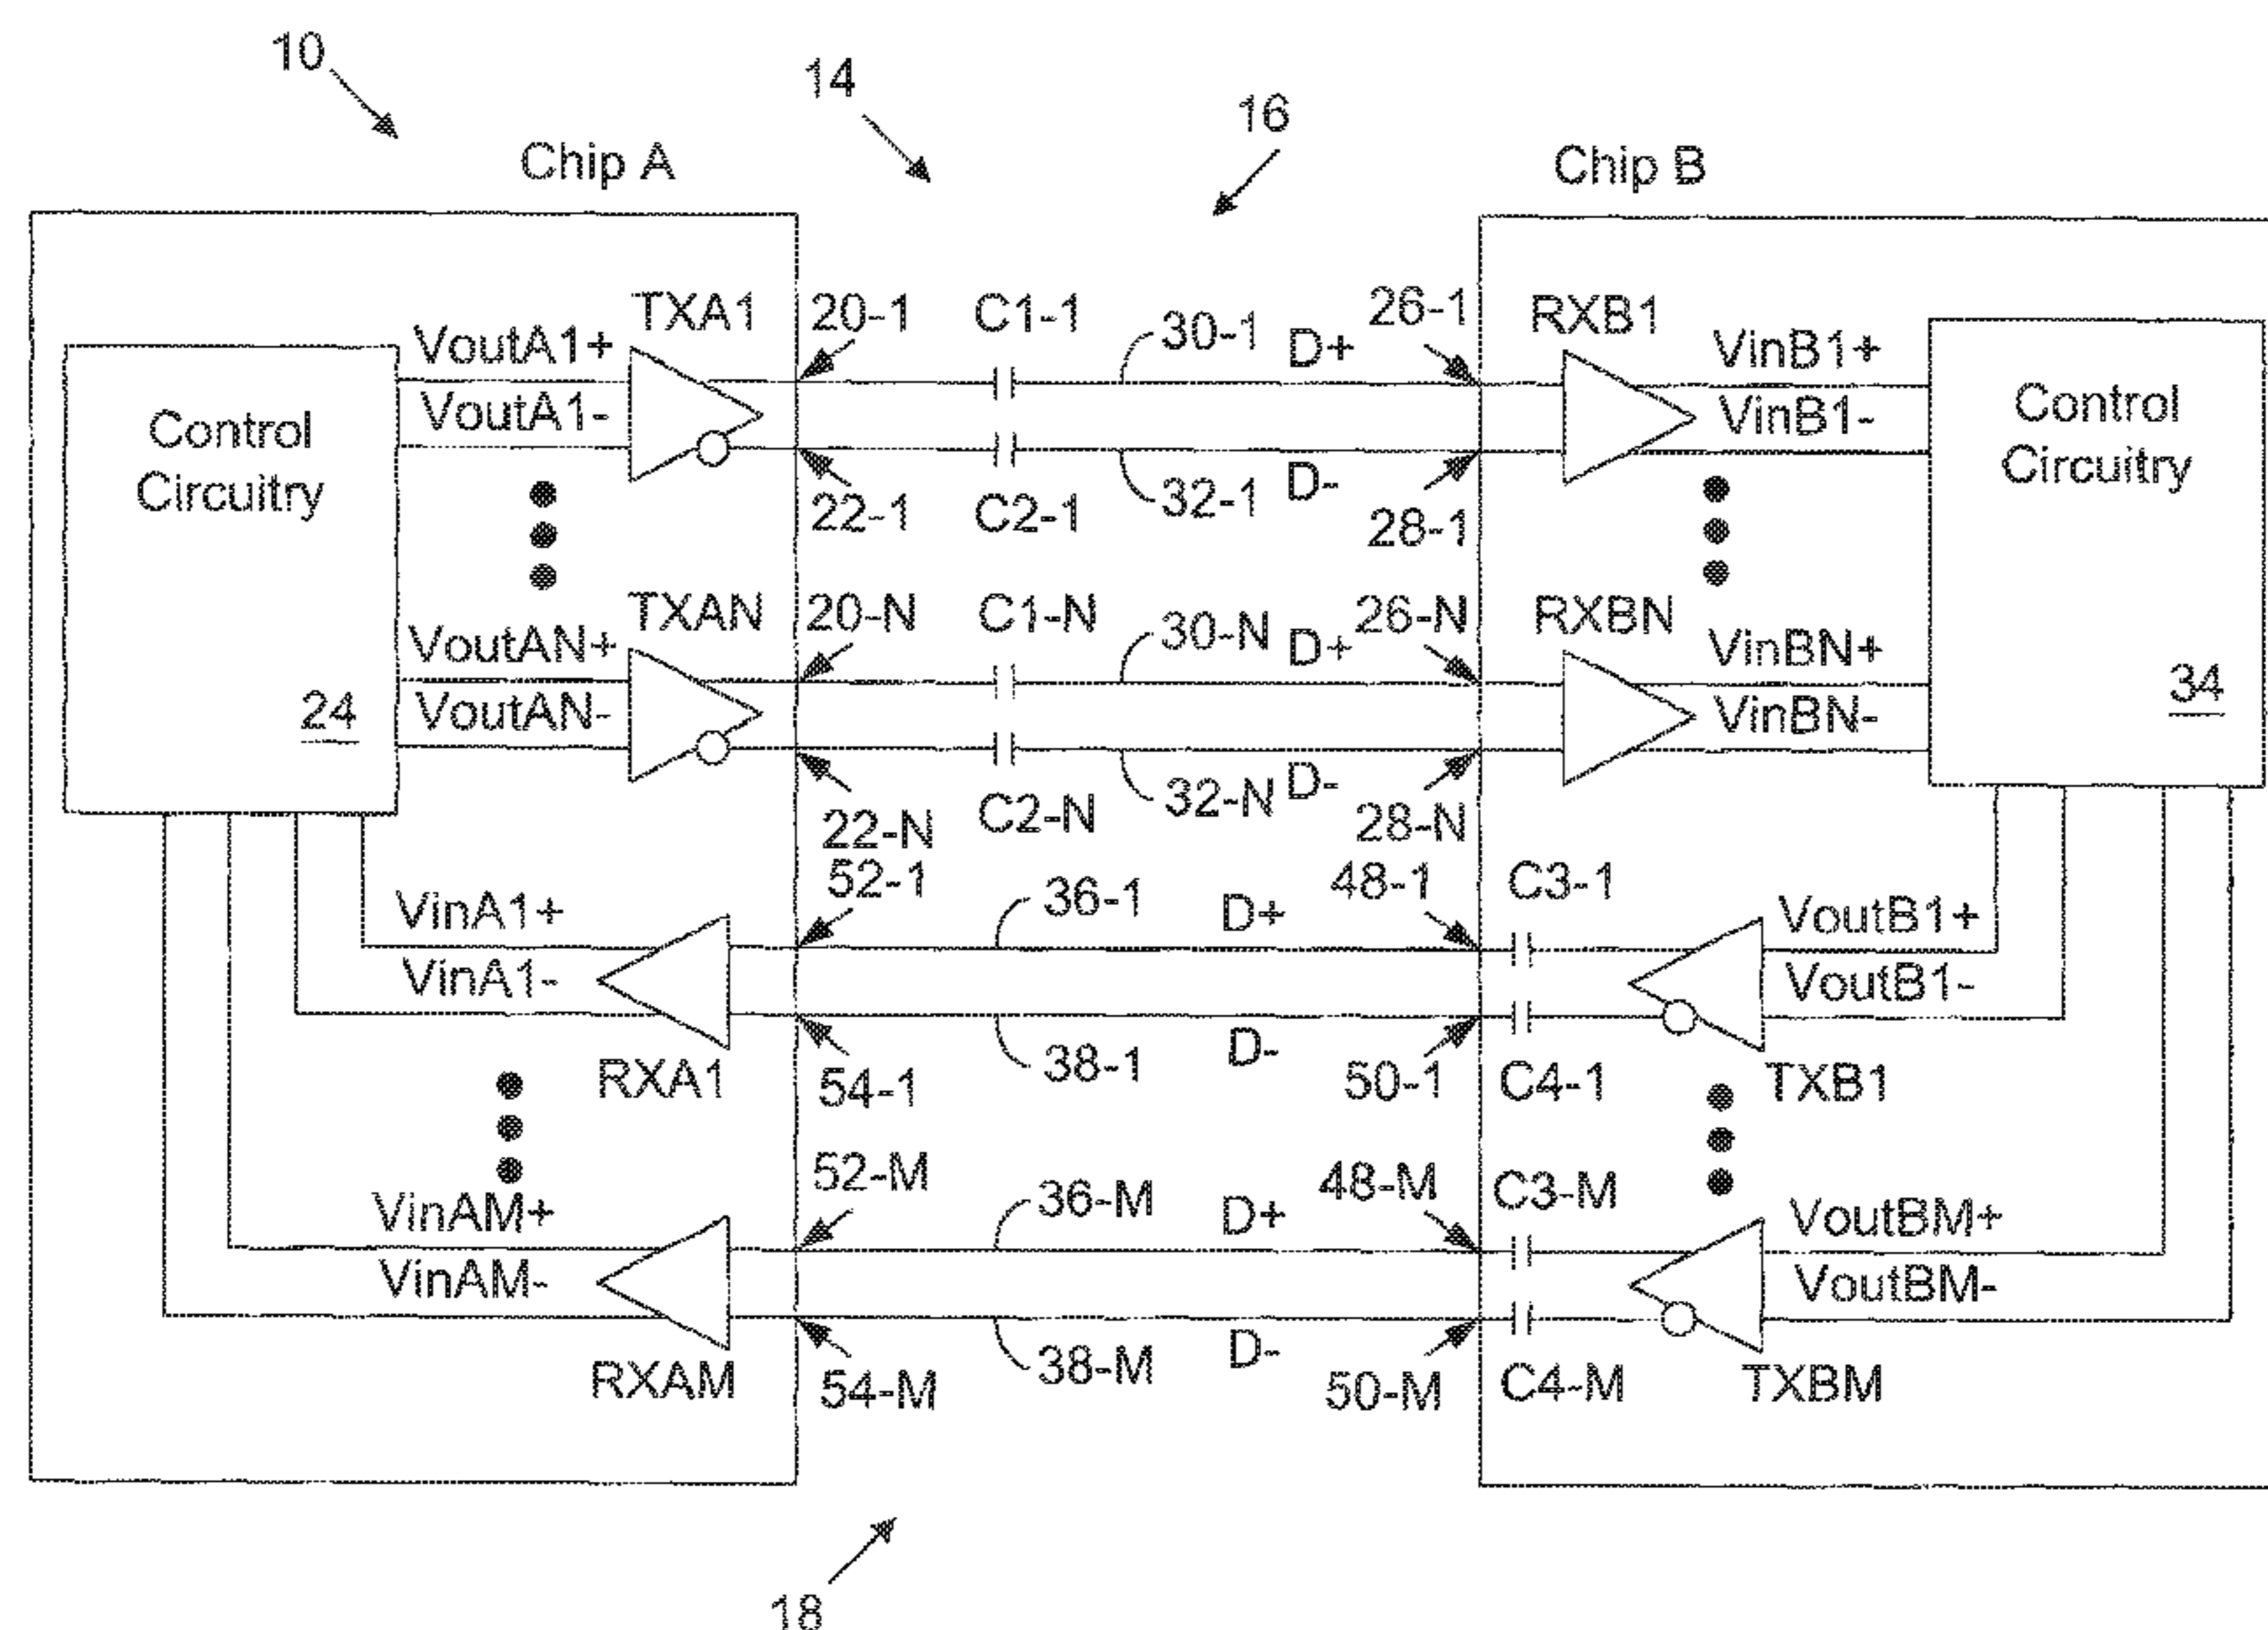 10
14
16
Chip A
Chip B
TXA1
20-1
C1-1
30-1
D+
26-1
RXB1
VoutA1+
VoutA1-
VinB1+
VinB1-
Control
Circuitry
Control
Circuitry
22-1
C2-1
32-1
D-
28-1
TXAN
20-N
C1-N
30-N
D+
26-N
RXBN
VoutAN+
VoutAN-
24
VinBN+
VinBN-
34
22-N
C2-N
32-N
D-
28-N
52-1
36-1
D+
48-1
C3-1
VinA1+
VinA1-
VoutB1+
VoutB1-
RXA1
54-1
38-1
D-
50-1
C4-1
TXB1
52-M
36-M
D+
48-M
C3-M
VinAM+
VinAM-
VoutBM+
VoutBM-
RXAM
54-M
38-M
D-
50-M
C4-M
TXBM
18